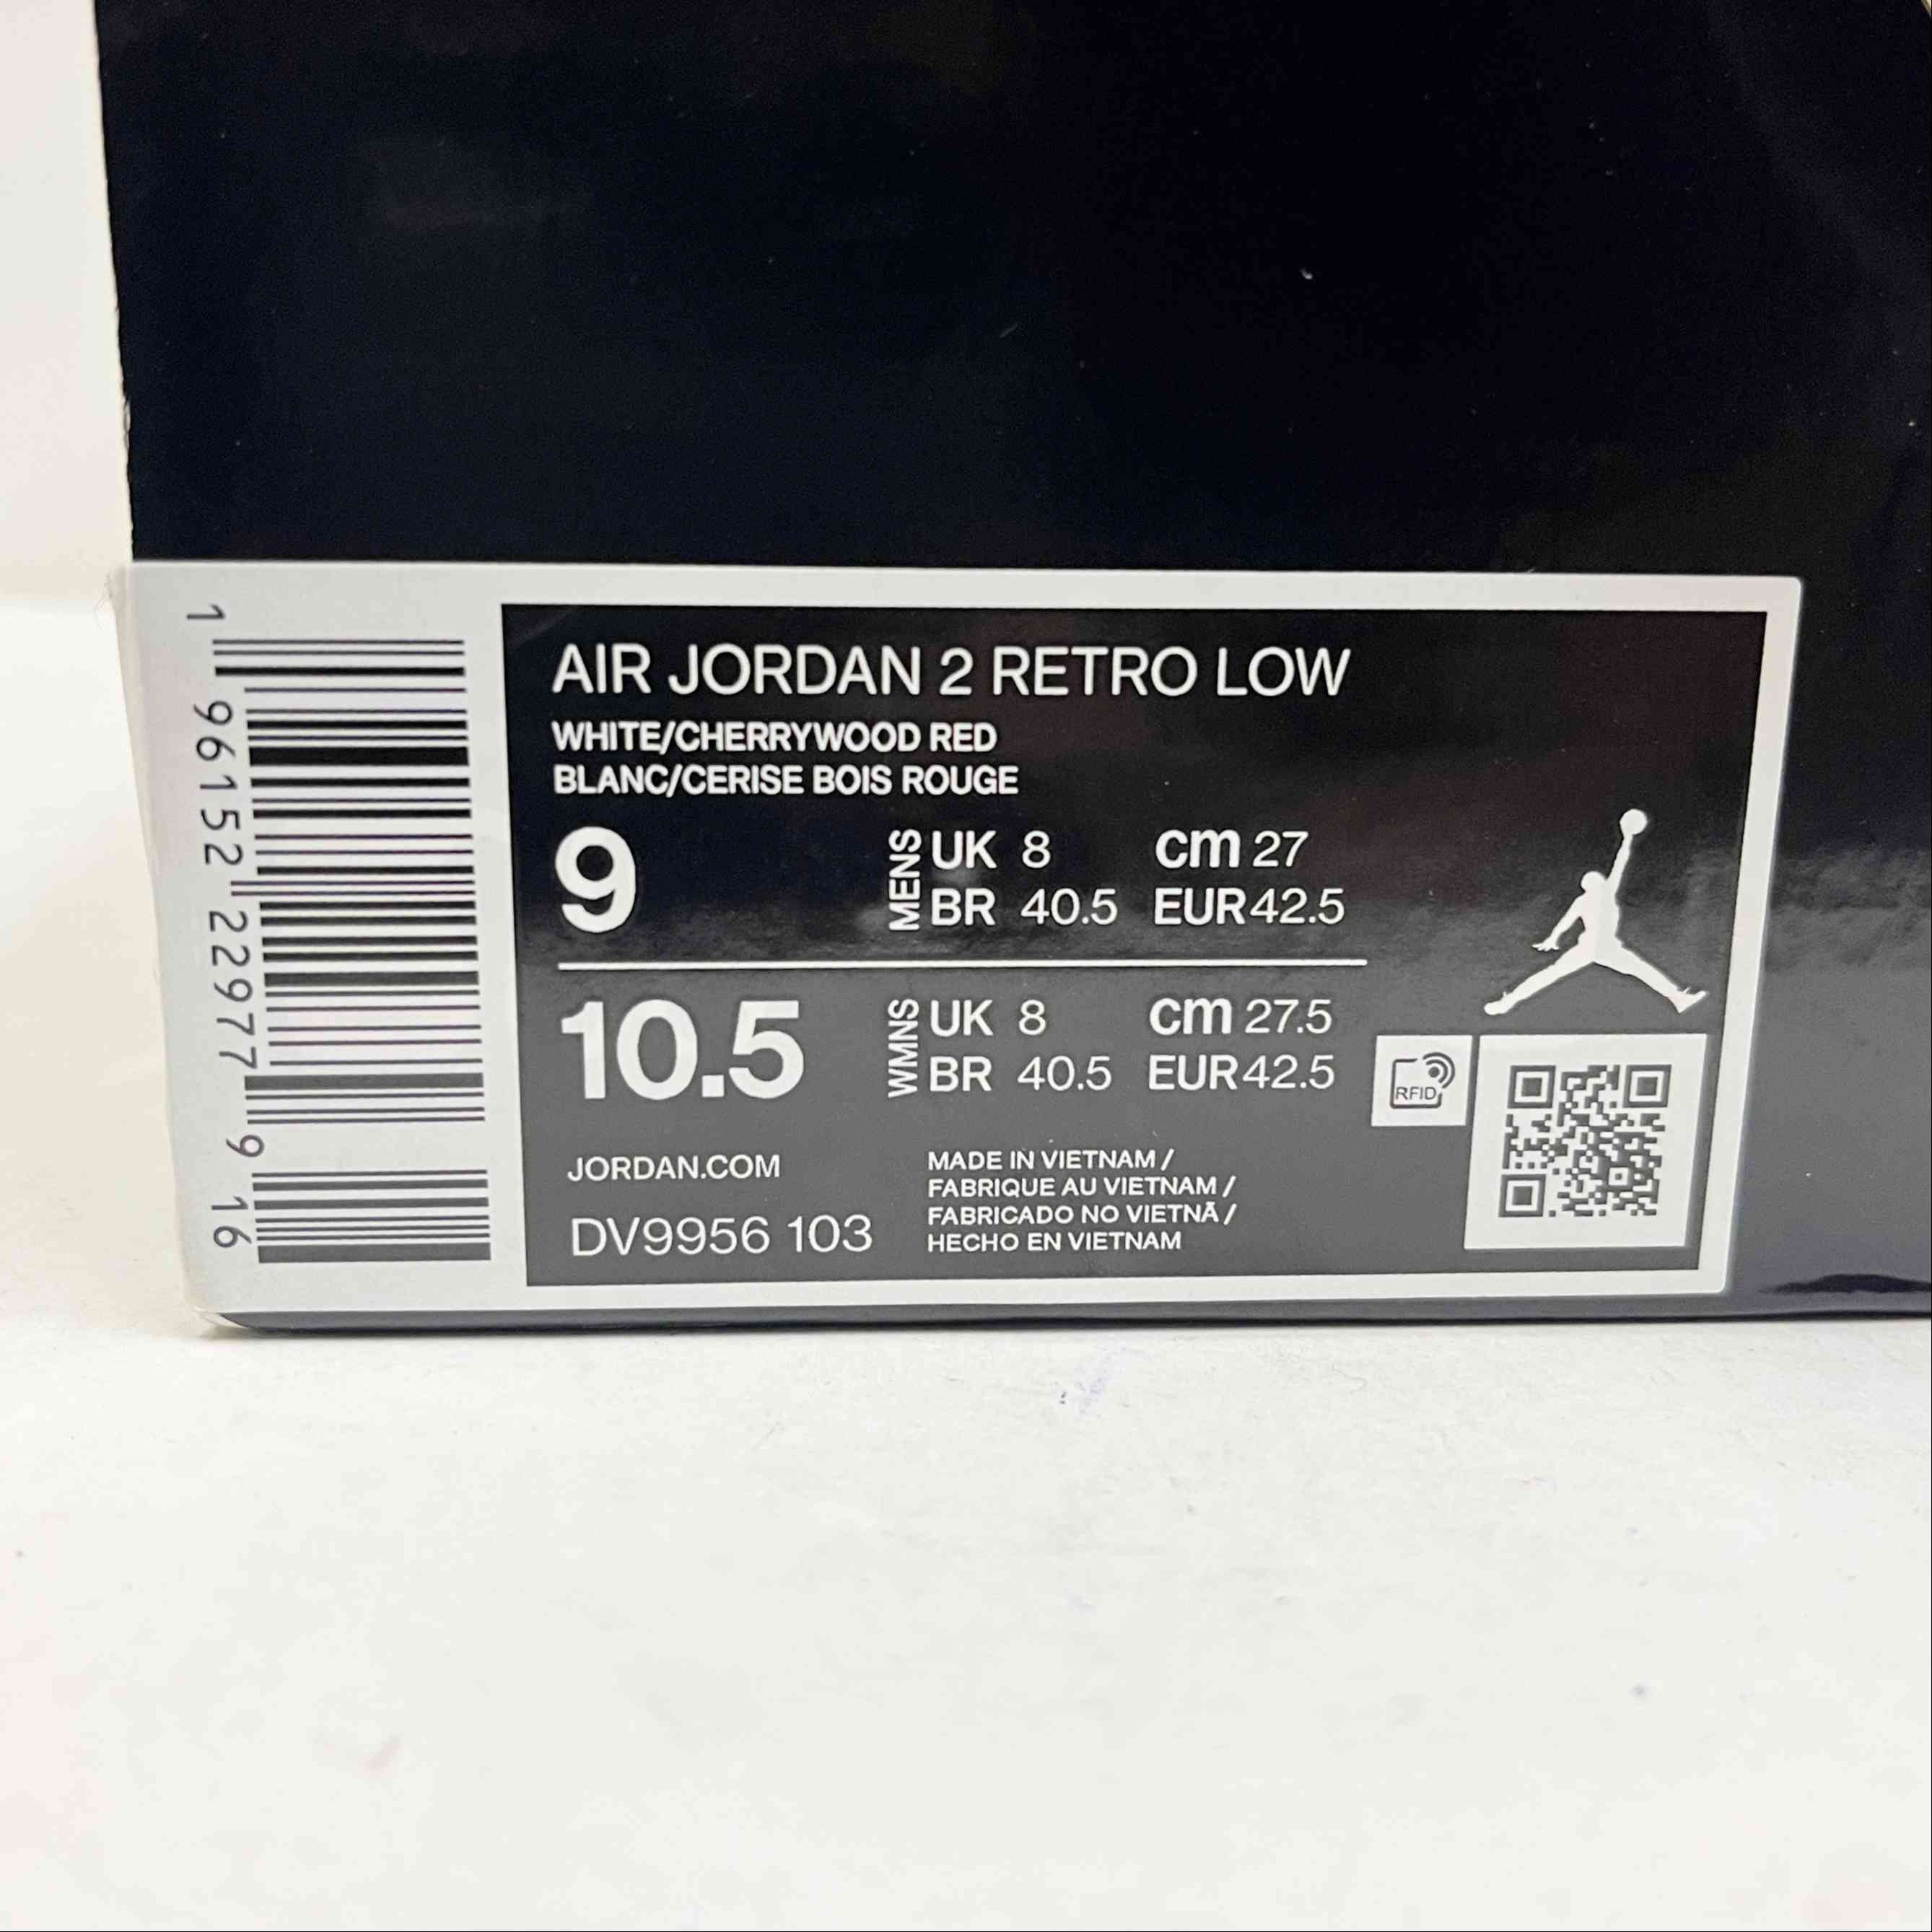 1 96152 22977 9 16
AIR JORDAN 2 RETRO LOW
WHITE/CHERRYWOOD RED
BLANC/CERISE BOIS ROUGE
9 MENS UK 8 cm 27
BR 40.5 EUR 42.5
10.5 WMNS UK 8 cm 27.5
BR 40.5 EUR 42.5
RFID
JORDAN.COM
DV9956 103
MADE IN VIETNAM /
FABRIQUE AU VIETNAM /
FABRICADO NO VIETNÃ /
HECHO EN VIETNAM